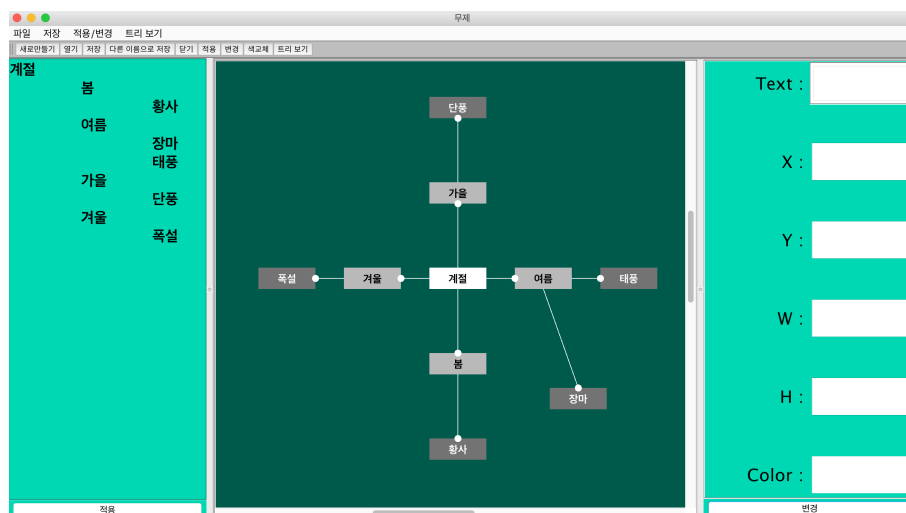 무제
파일 저장 적용/변경 트리 보기
새로만들기 열기 저장 다른 이름으로 저장 닫기 적용 변경 색교체 트리 보기
계절
봄
황사
여름
장마
태풍
가을
단풍
겨울
폭설
적용
단풍
가을
폭설 겨울 계절 여름 태풍
봄
장마
황사
Text :
X :
Y :
W :
H :
Color :
변경